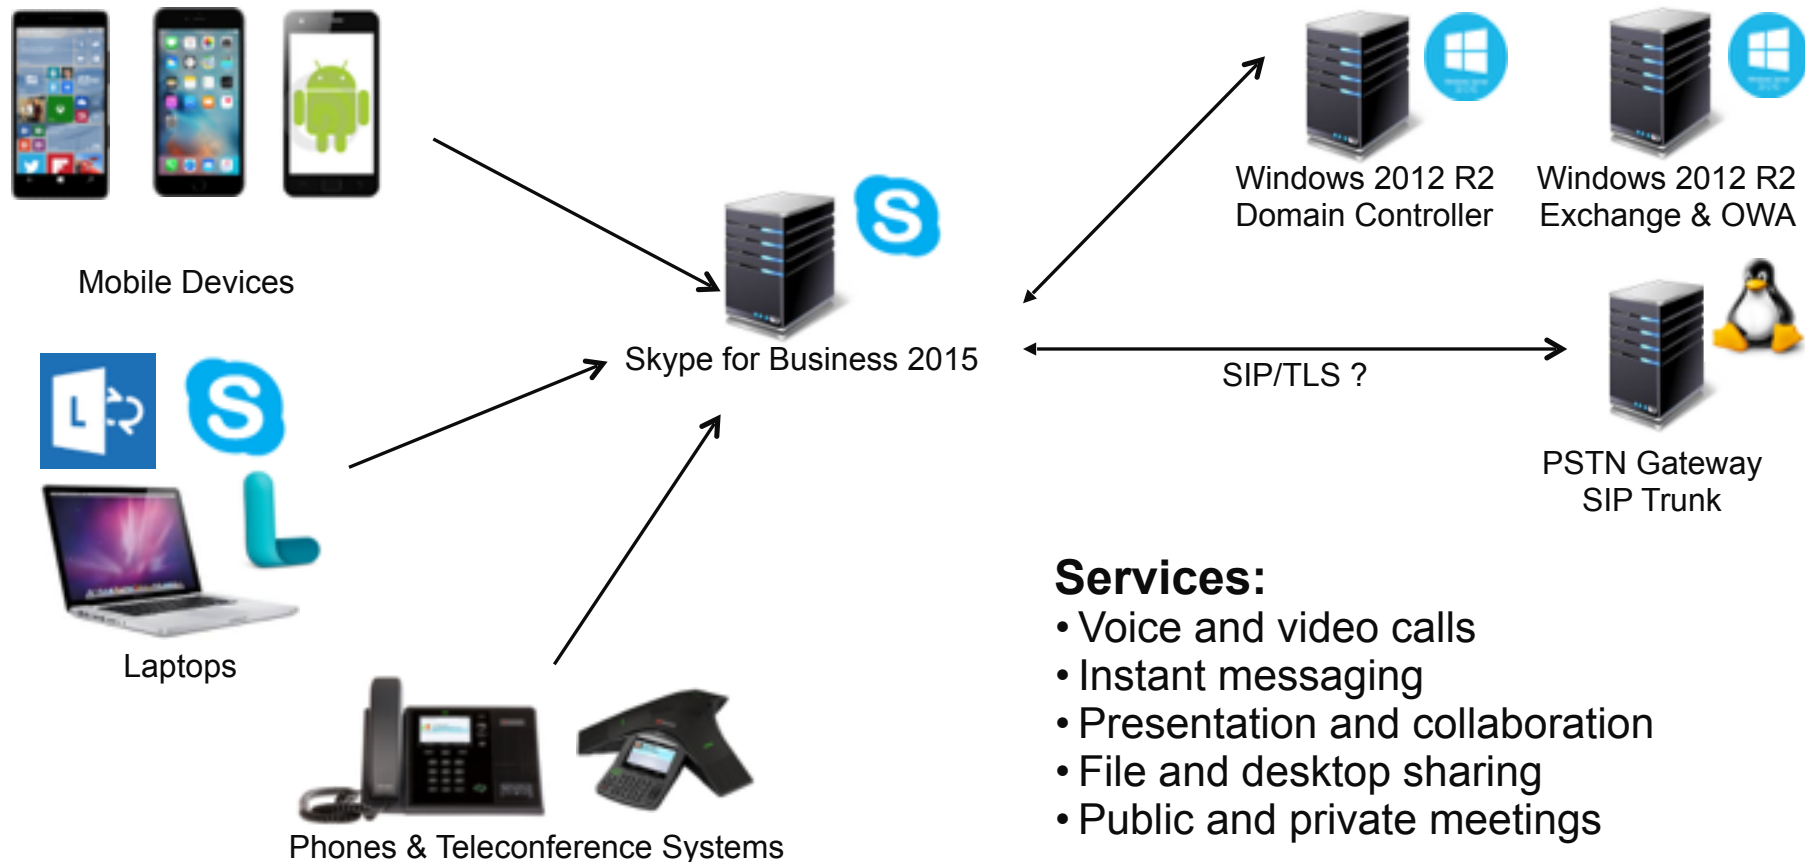 Mobile Devices
Laptops
Phones & Teleconference Systems
Skype for Business 2015
Windows 2012 R2
Domain Controller
Windows 2012 R2
Exchange & OWA
SIP/TLS ?
PSTN Gateway
SIP Trunk
Services:
• Voice and video calls
• Instant messaging
• Presentation and collaboration
• File and desktop sharing
• Public and private meetings